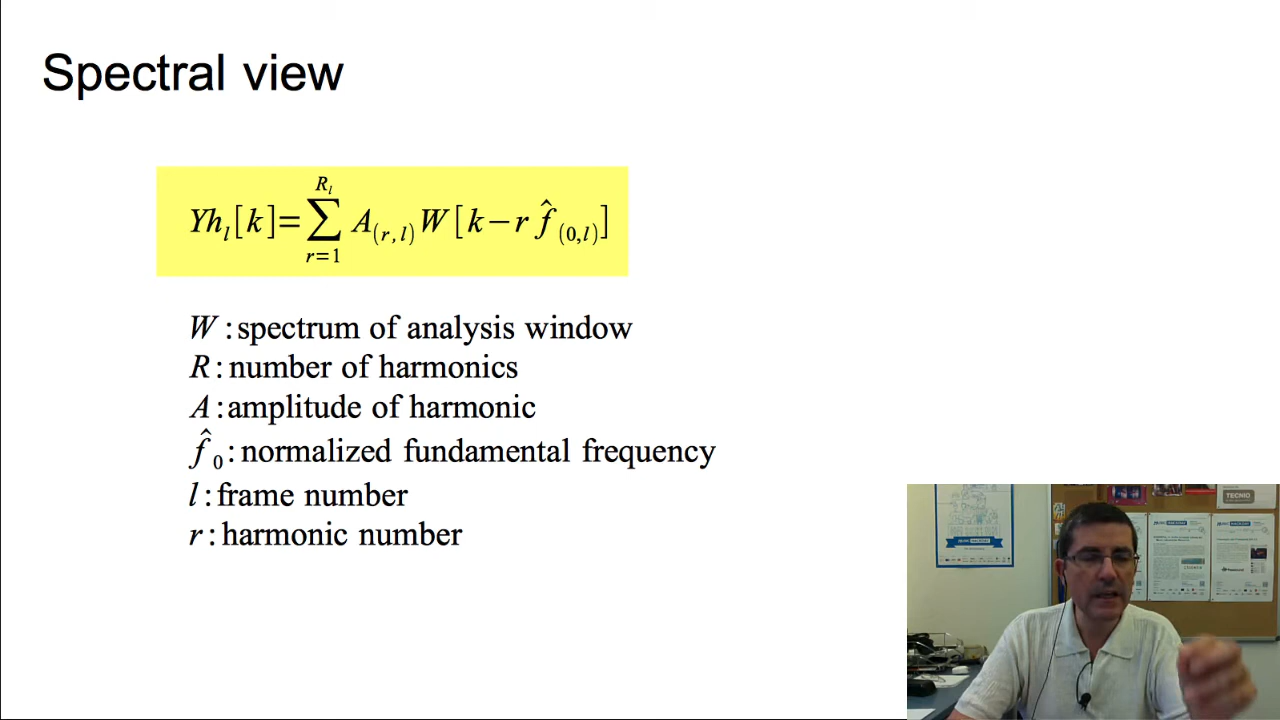 Spectral view
Yh_l[k]=∑_{r=1}^{R_l} A_{(r,l)} W[k−r f̂_{(0,l)}]
W : spectrum of analysis window
R : number of harmonics
A : amplitude of harmonic
f̂_0 : normalized fundamental frequency
l : frame number
r : harmonic number
TECNIO